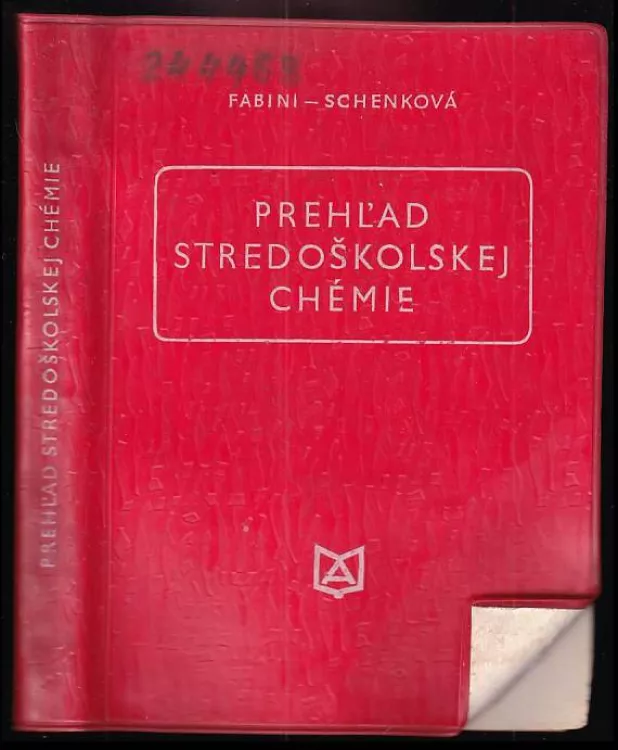 FABINI – SCHENKOVÁ
PREHĽAD
STREDOŠKOLSKEJ
CHÉMIE
PREHĽAD STREDOŠKOLSKEJ CHÉMIE